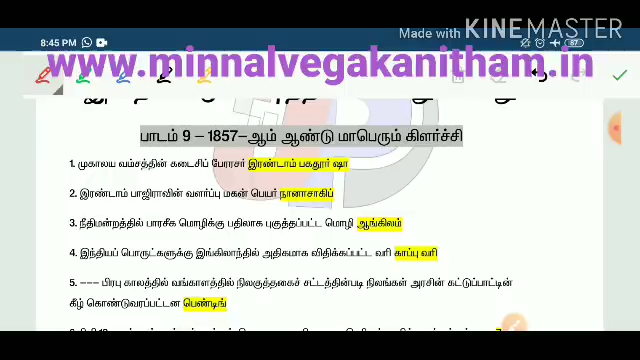 Made with KINEMASTER
8:45 PM 87
www.minnalvegakanitham.in
பாடம் 9 – 1857–ஆம் ஆண்டு மாபெரும் கிளர்ச்சி
1. முகாலய வம்சத்தின் கடைசிப் பேரரசர் இரண்டாம் பகதூர் ஷா
2. இரண்டாம் பாஜிராவின் வளர்ப்பு மகன் பெயர் நானாசாகிப்
3. நீதிமன்றத்தில் பாரசீக மொழிக்கு பதிலாக புகுத்தப்பட்ட மொழி ஆங்கிலம்
4. இந்தியப் பொருட்களுக்கு இங்கிலாந்தில் அதிகமாக விதிக்கப்பட்ட வரி காப்பு வரி
5. --- பிரபு காலத்தில் வங்காளத்தில் நிலகுத்தகைச் சட்டத்தின்படி நிலங்கள் அரசின் கட்டுப்பாட்டின்
கீழ் கொண்டுவரப்பட்டன பெண்டிங்